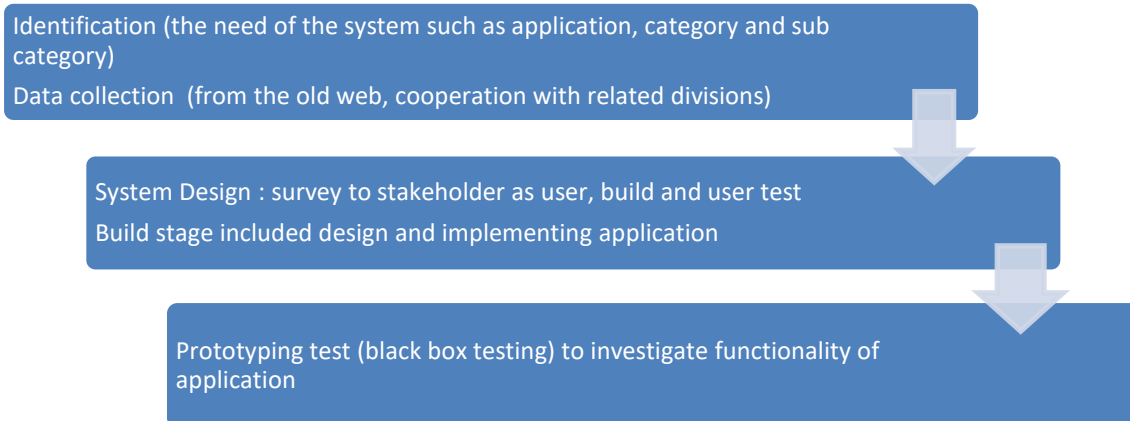 Identification (the need of the system such as application, category and sub
category)
Data collection  (from the old web, cooperation with related divisions)
System Design : survey to stakeholder as user, build and user test
Build stage included design and implementing application
Prototyping test (black box testing) to investigate functionality of
application